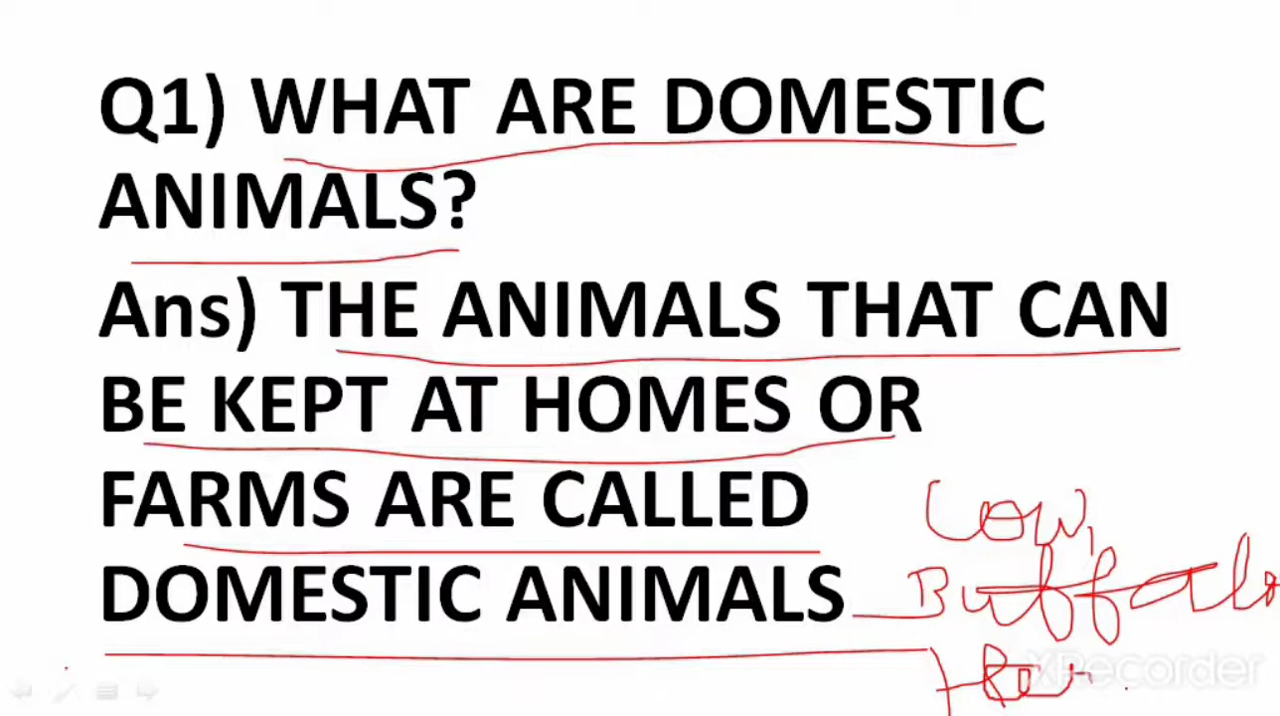 Q1) WHAT ARE DOMESTIC
ANIMALS?
Ans) THE ANIMALS THAT CAN
BE KEPT AT HOMES OR
FARMS ARE CALLED
Cow,
DOMESTIC ANIMALS Buffalo
XRecorder